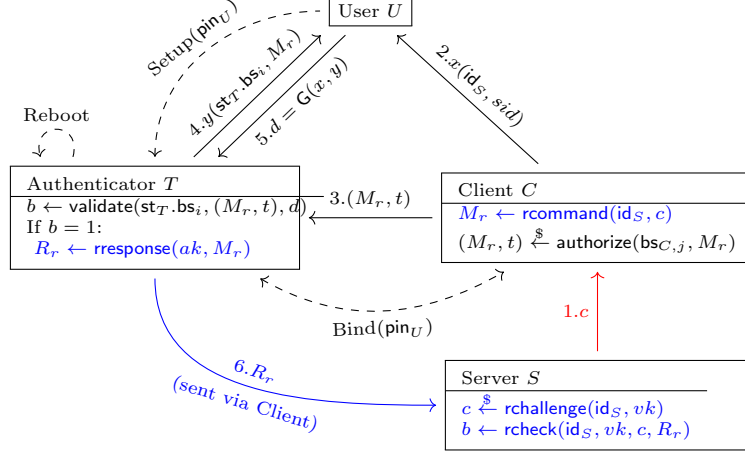 User U
Setup(pin_U)
4.y(st_T.bs_i, M_r)
5.d = G(x, y)
2.x(id_S, sid)
Reboot
Authenticator T
b ← validate(st_T.bs_i, (M_r, t), d)
If b = 1:
R_r ← rresponse(ak, M_r)
3.(M_r, t)
Client C
M_r ← rcommand(id_S, c)
(M_r, t) ←$ authorize(bs_{C,j}, M_r)
Bind(pin_U)
1.c
6.R_r
(sent via Client)
Server S
c ←$ rchallenge(id_S, vk)
b ← rcheck(id_S, vk, c, R_r)